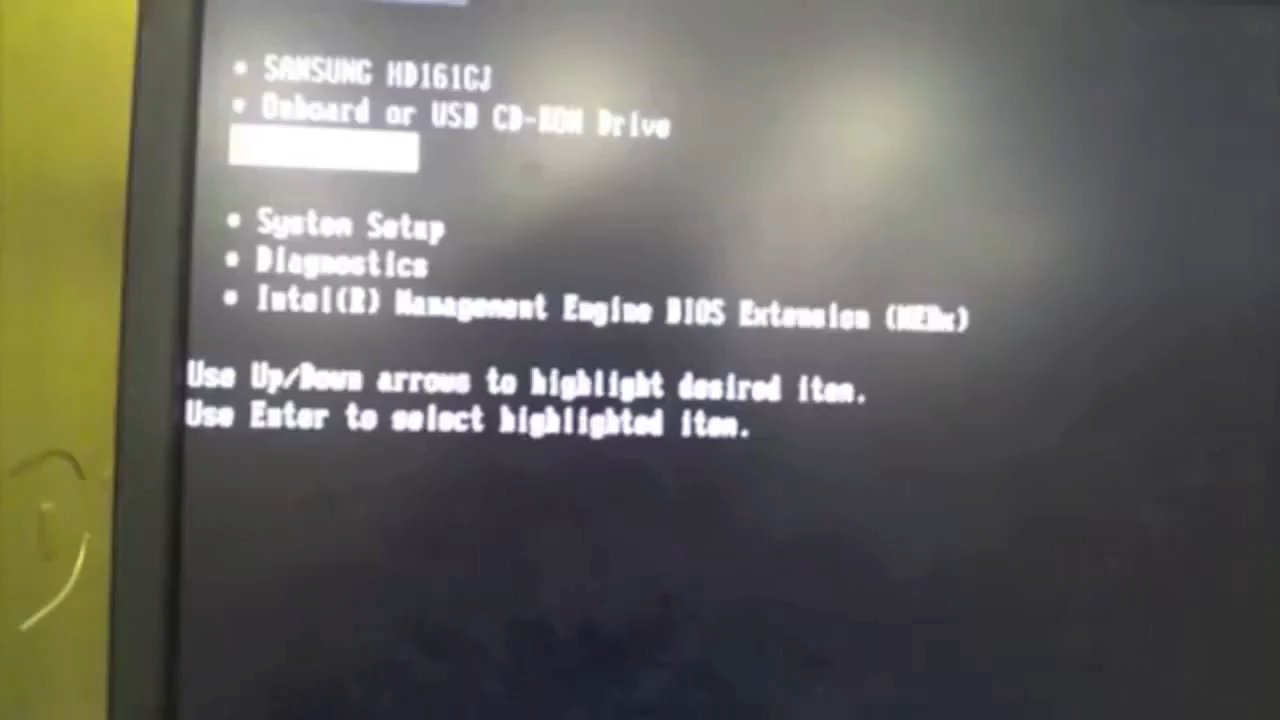 • SAMSUNG HD161GJ
• Onboard or USB CD-ROM Drive
• System Setup
• Diagnostics
• Intel(R) Management Engine BIOS Extension (MEBx)
Use Up/Down arrows to highlight desired item.
Use Enter to select highlighted item.